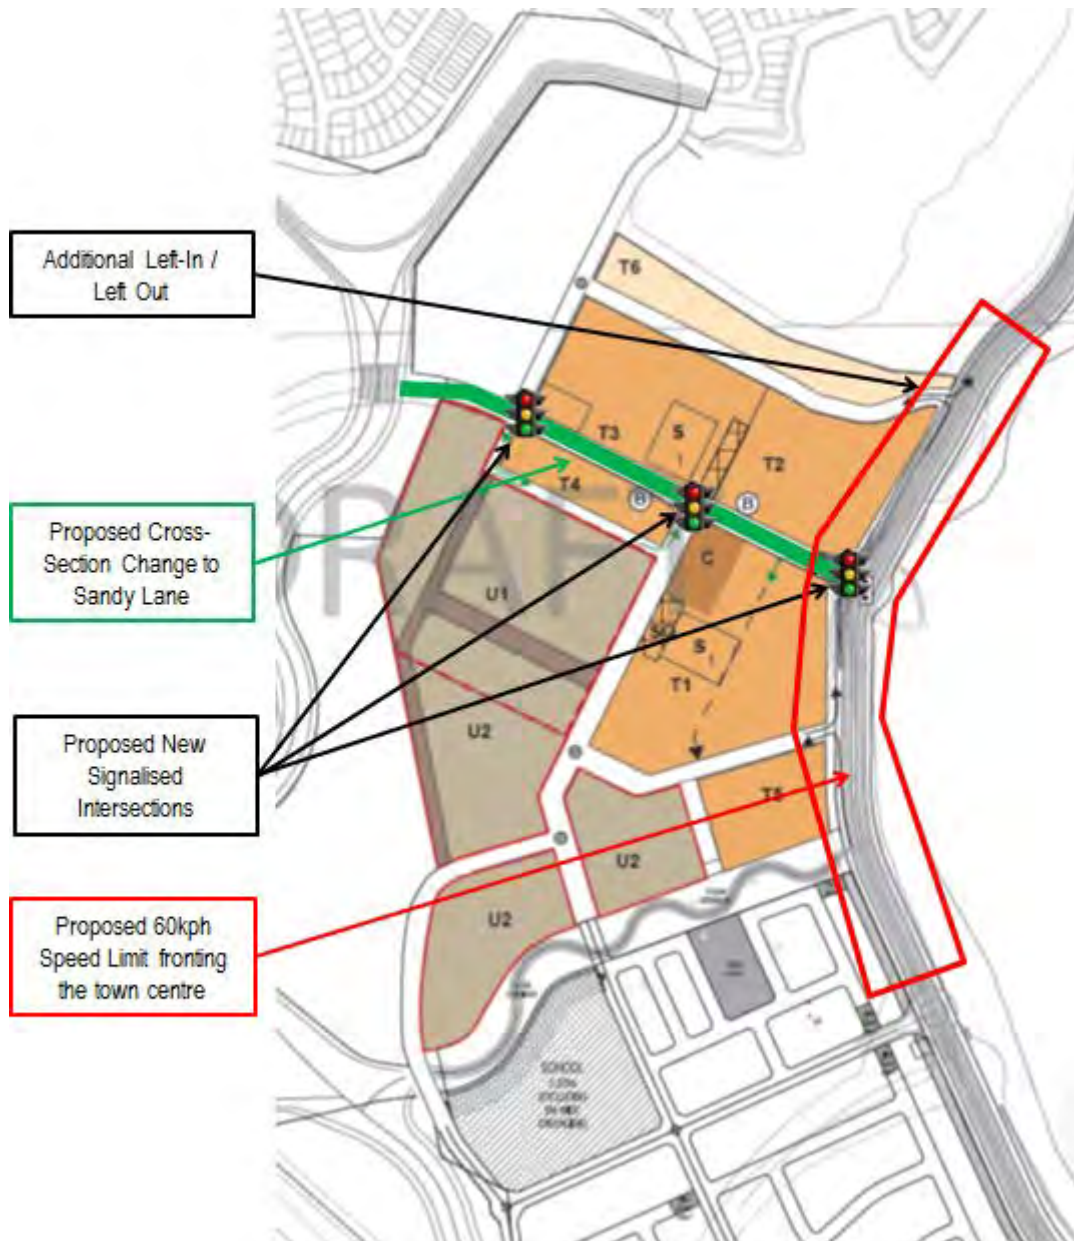 Additional Left-In /
Left Out
Proposed Cross-
Section Change to
Sandy Lane
Proposed New
Signalised
Intersections
Proposed 60kph
Speed Limit fronting
the town centre
T6
T3
S
T2
T4
B
B
C
U1
S
T1
U2
T5
U2
U2
SCHOOL